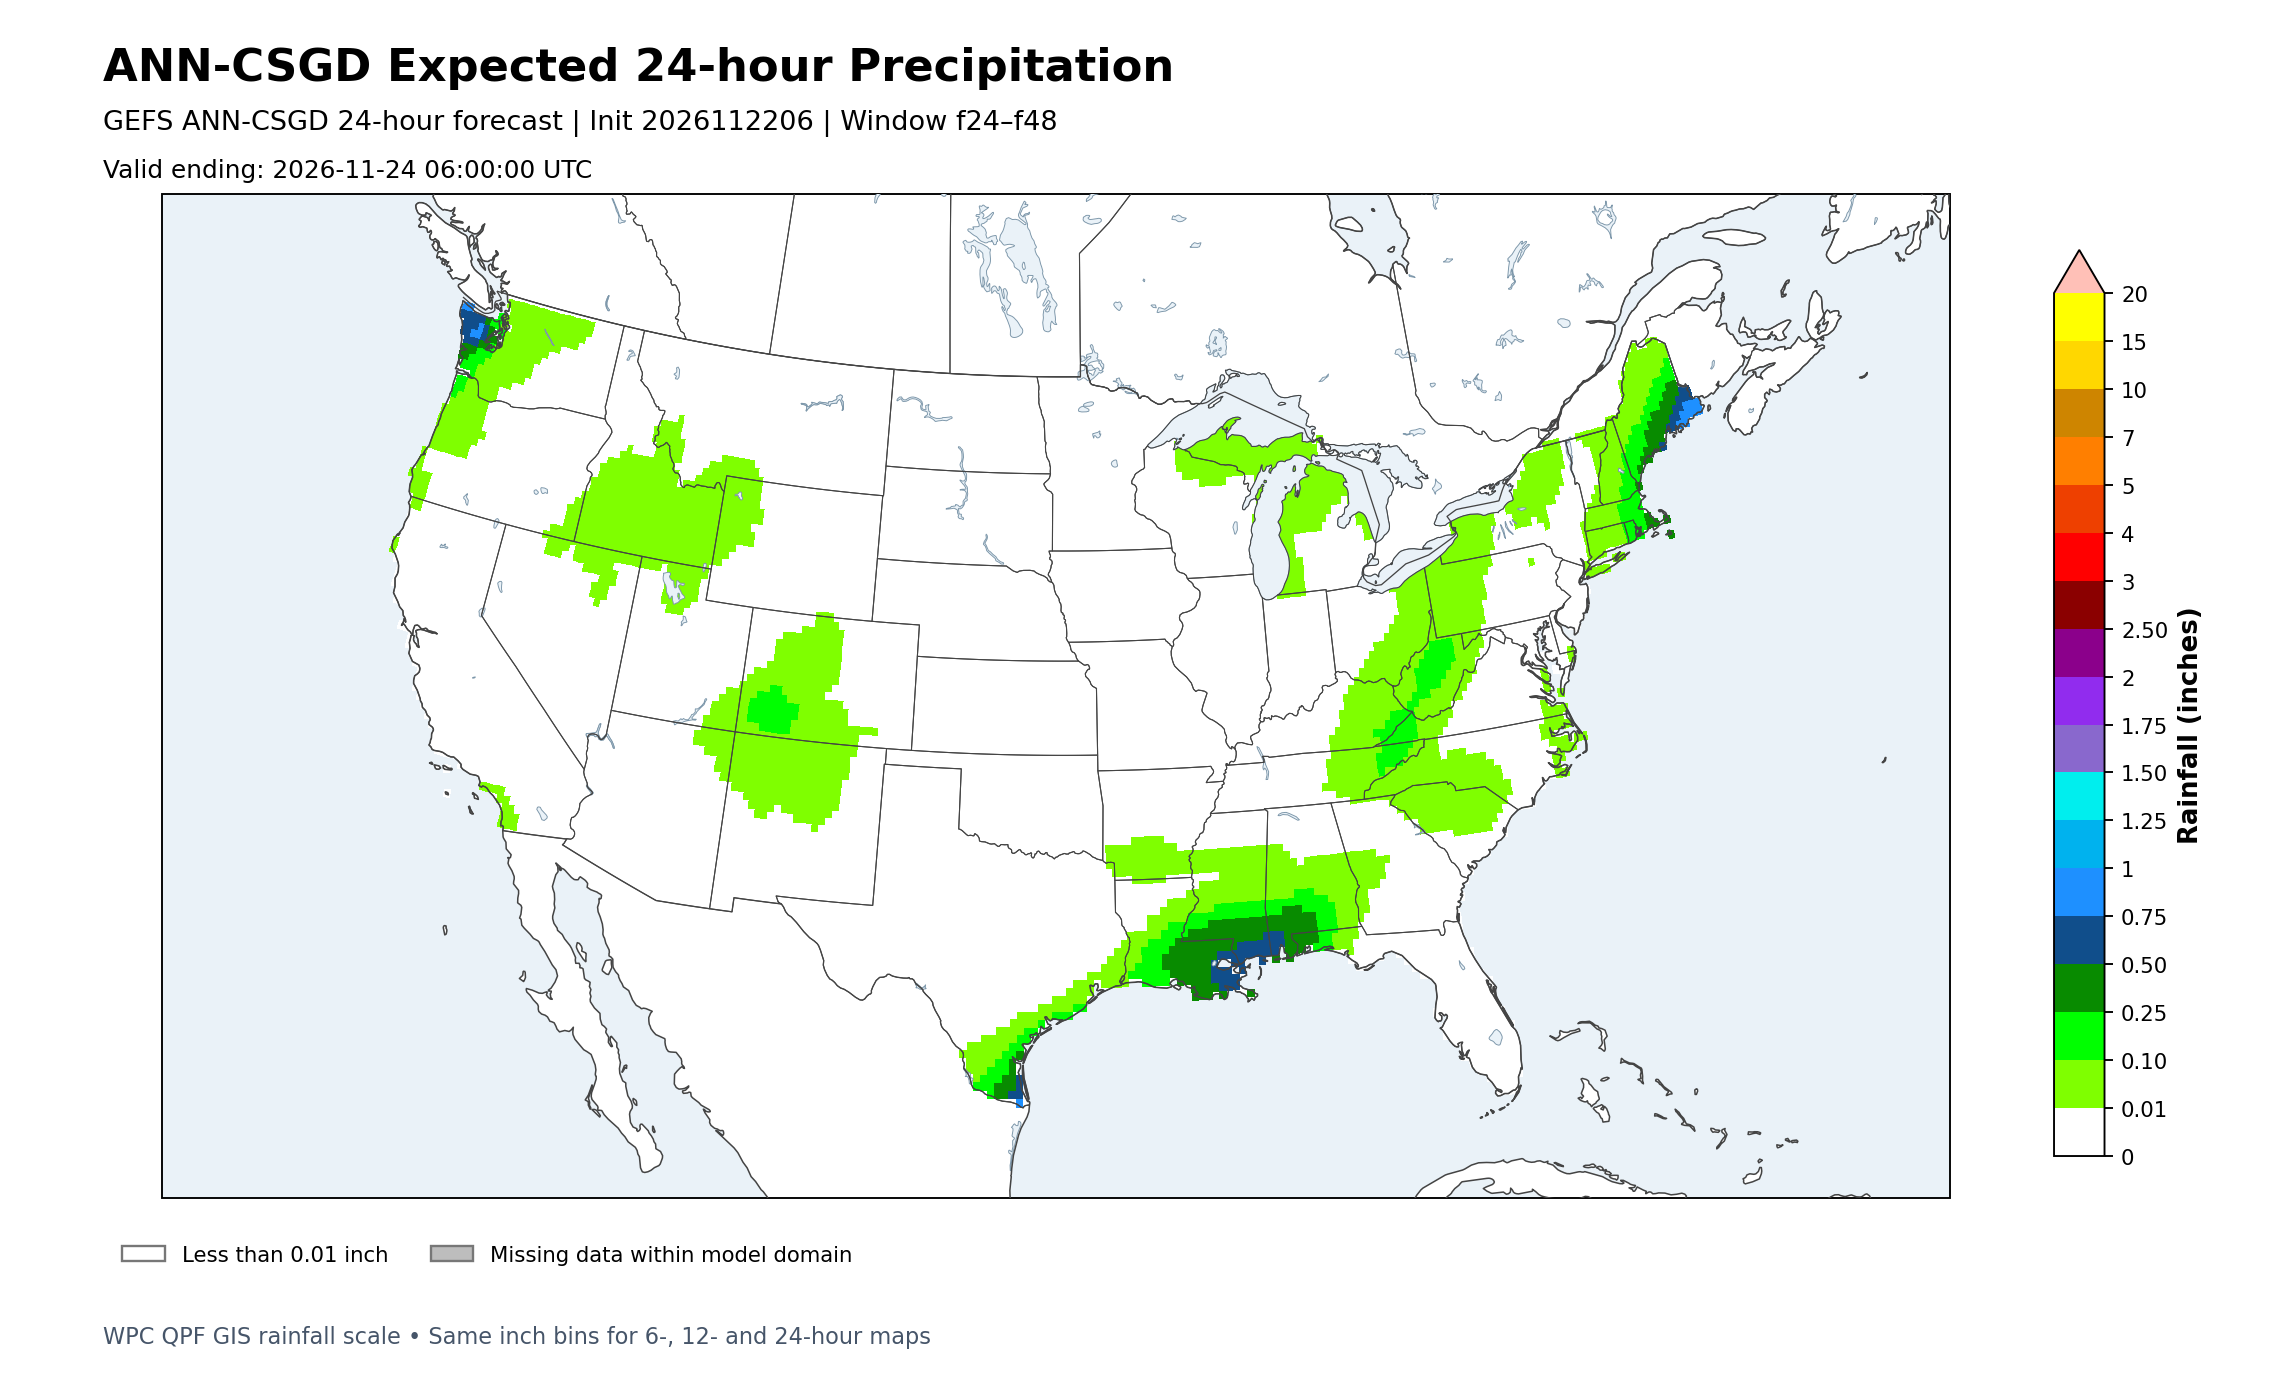 ANN-CSGD Expected 24-hour Precipitation
GEFS ANN-CSGD 24-hour forecast | Init 2026112206 | Window f24–f48
Valid ending: 2026-11-24 06:00:00 UTC
20
15
10
7
5
4
3
2.50
2
1.75
1.50
1.25
1
0.75
0.50
0.25
0.10
0.01
0
Rainfall (inches)
Less than 0.01 inch
Missing data within model domain
WPC QPF GIS rainfall scale • Same inch bins for 6-, 12- and 24-hour maps